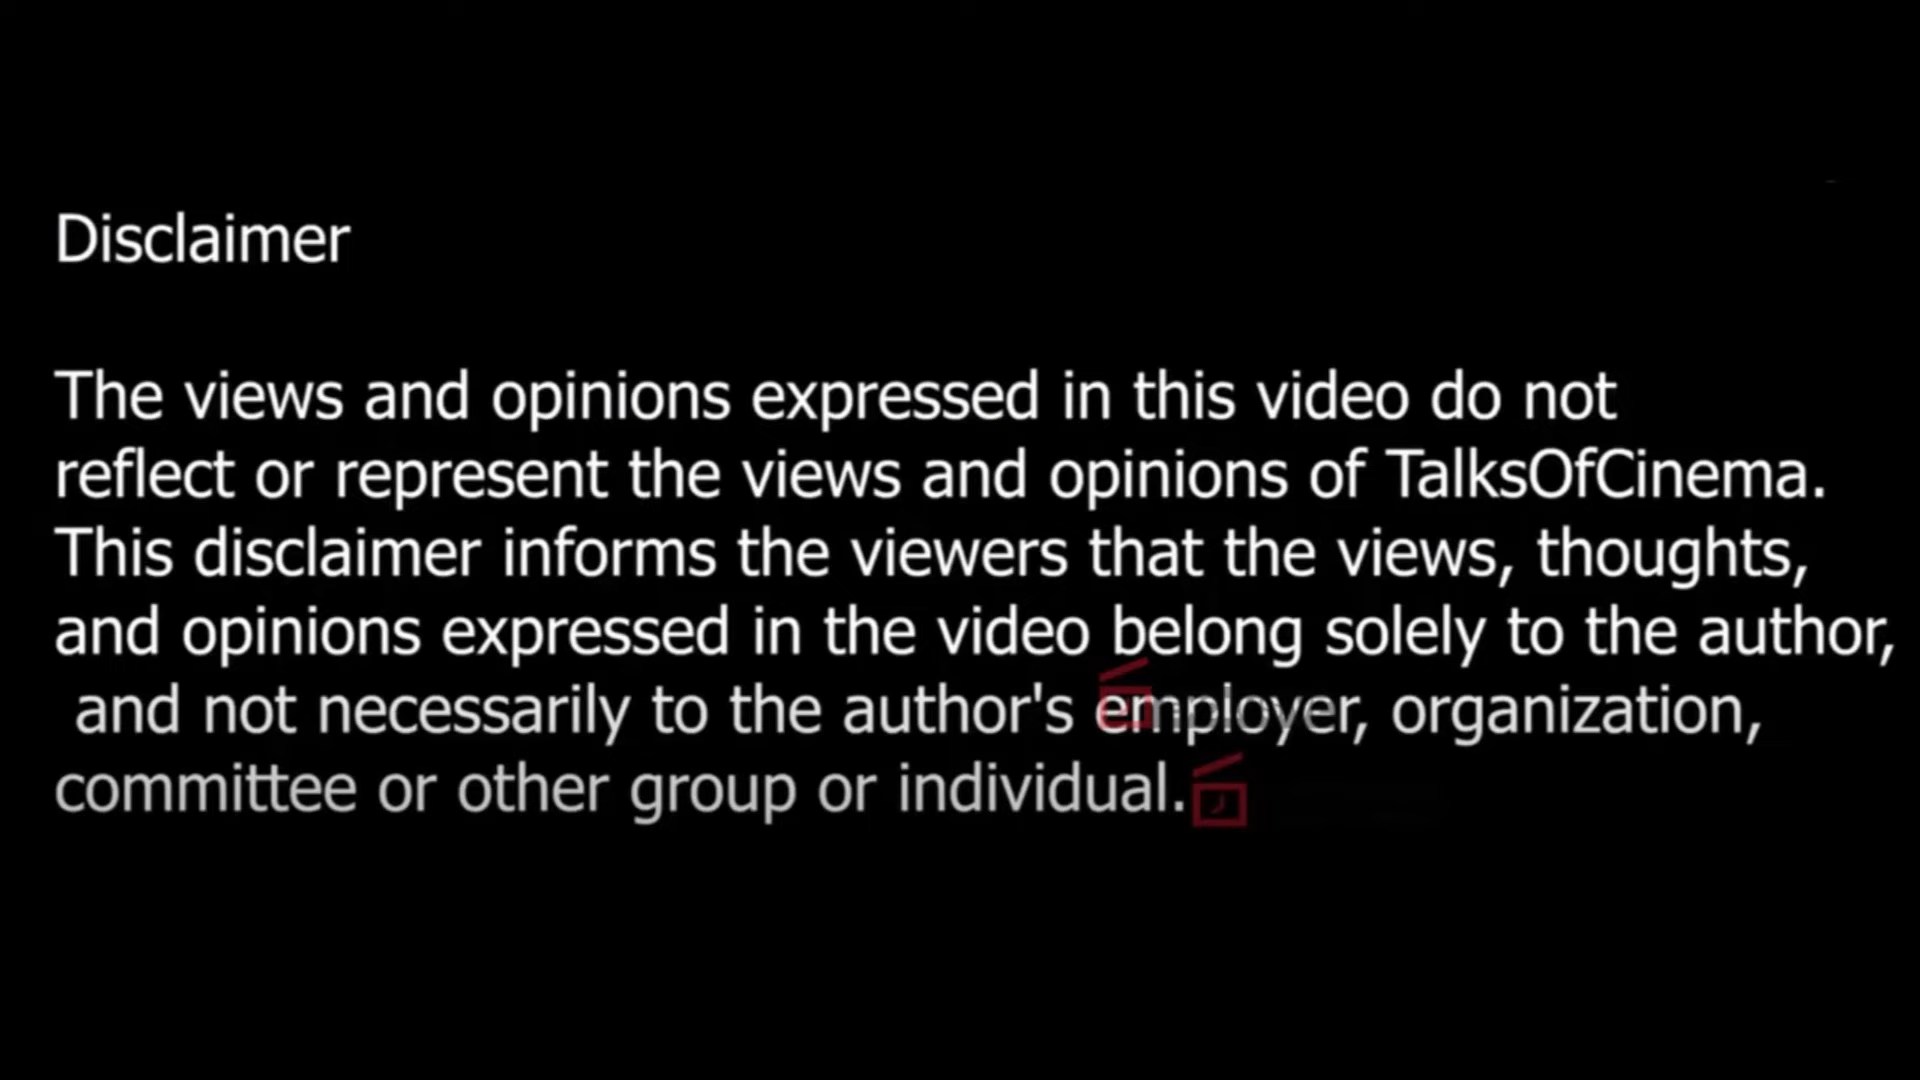 Disclaimer
The views and opinions expressed in this video do not
reflect or represent the views and opinions of TalksOfCinema.
This disclaimer informs the viewers that the views, thoughts,
and opinions expressed in the video belong solely to the author,
and not necessarily to the author's employer, organization,
committee or other group or individual.